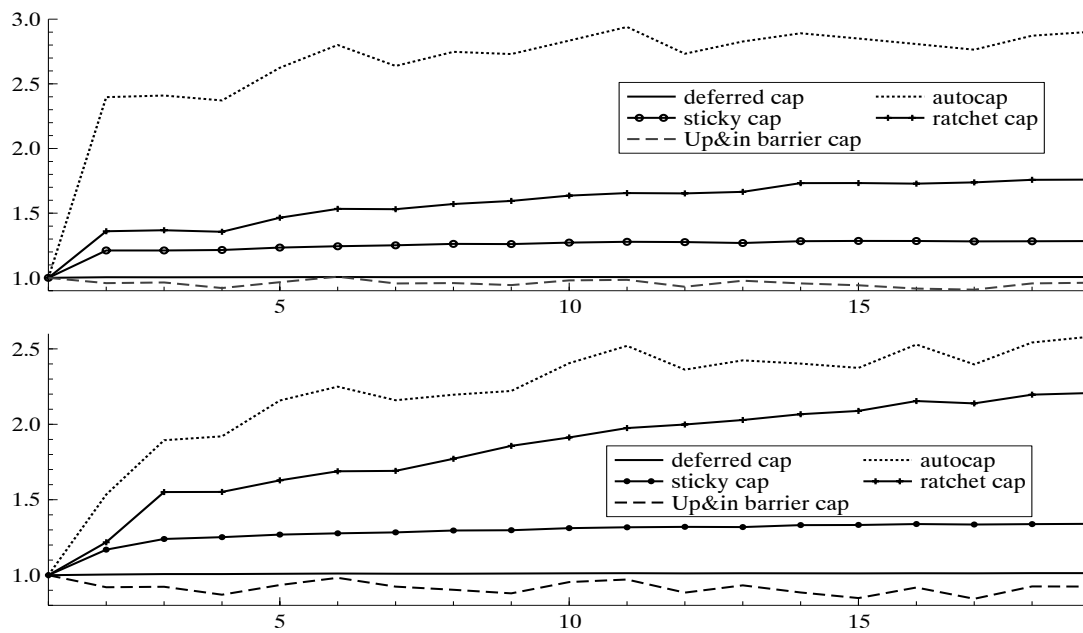 3.0
2.5
2.0
1.5
1.0
deferred cap autocap
sticky cap ratchet cap
Up&in barrier cap
5 10 15
2.5
2.0
1.5
1.0
deferred cap autocap
sticky cap ratchet cap
Up&in barrier cap
5 10 15